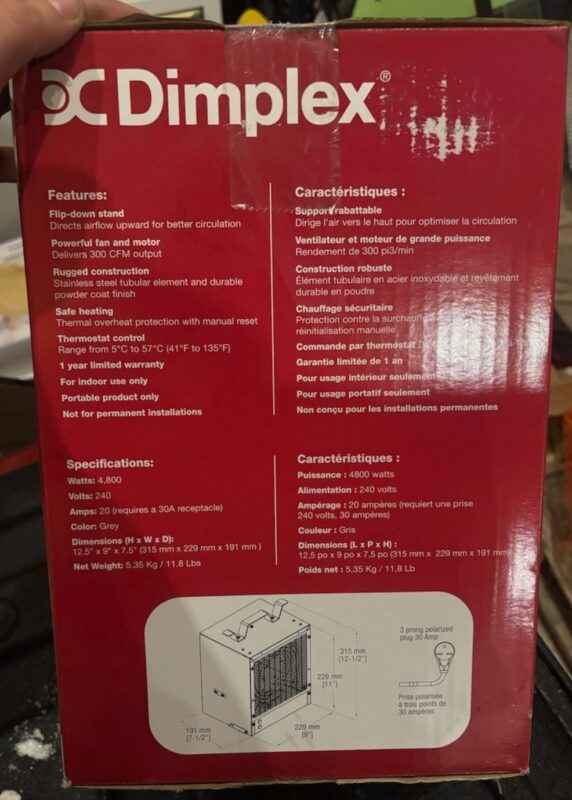 Dimplex®
Features:
Flip-down stand
Directs airflow upward for better circulation
Powerful fan and motor
Delivers 300 CFM output
Rugged construction
Stainless steel tubular element and durable
powder coat finish
Safe heating
Thermal overheat protection with manual reset
Thermostat control
Range from 5°C to 57°C (41°F to 135°F)
1 year limited warranty
For indoor use only
Portable product only
Not for permanent installations
Caractéristiques :
Support rabattable
Dirige l'air vers le haut pour optimiser la circulation
Ventilateur et moteur de grande puissance
Rendement de 300 pi3/min
Construction robuste
Élément tubulaire en acier inoxydable et revêtement
durable en poudre
Chauffage sécuritaire
Protection contre la surchauffe
réinitialisation manuelle
Commande par thermostat
Garantie limitée de 1 an
Pour usage intérieur seulement
Pour usage portatif seulement
Non conçu pour les installations permanentes
Specifications:
Watts: 4,800
Volts: 240
Amps: 20 (requires a 30A receptacle)
Color: Grey
Dimensions (H x W x D):
12.5" x 9" x 7.5" (315 mm x 229 mm x 191 mm )
Net Weight: 5,35 Kg / 11.8 Lbs
Caractéristiques :
Puissance : 4800 watts
Alimentation : 240 volts
Ampérage : 20 ampères (requiert une prise
240 volts, 30 ampères)
Couleur : Gris
Dimensions (L x P x H) :
12,5 po x 9 po x 7,5 po (315 mm x 229 mm x 191 mm)
Poids net : 5,35 Kg / 11,8 Lb
315 mm
(12-1/2")
229 mm
(11")
191 mm
(7-1/2")
229 mm
(9")
3 prong polarized
plug 30 Amp
Prise polarisée
à trois points de
30 ampères